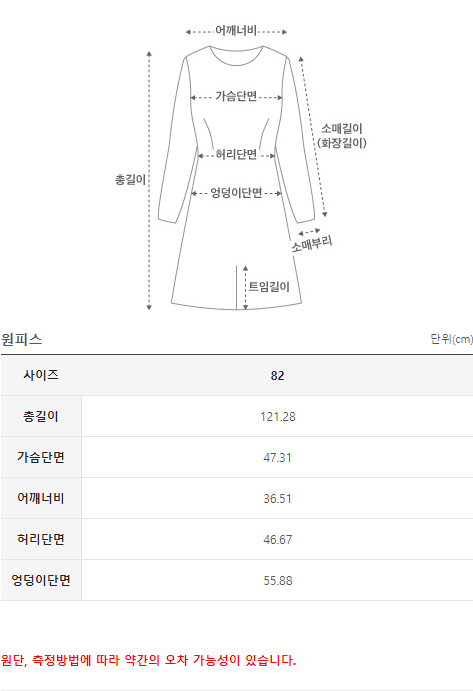 어깨너비
가슴단면
소매길이
(화장길이)
허리단면
총길이
엉덩이단면
소매부리
트임길이
원피스 단위(cm)
사이즈 82
총길이 121.28
가슴단면 47.31
어깨너비 36.51
허리단면 46.67
엉덩이단면 55.88
원단, 측정방법에 따라 약간의 오차 가능성이 있습니다.